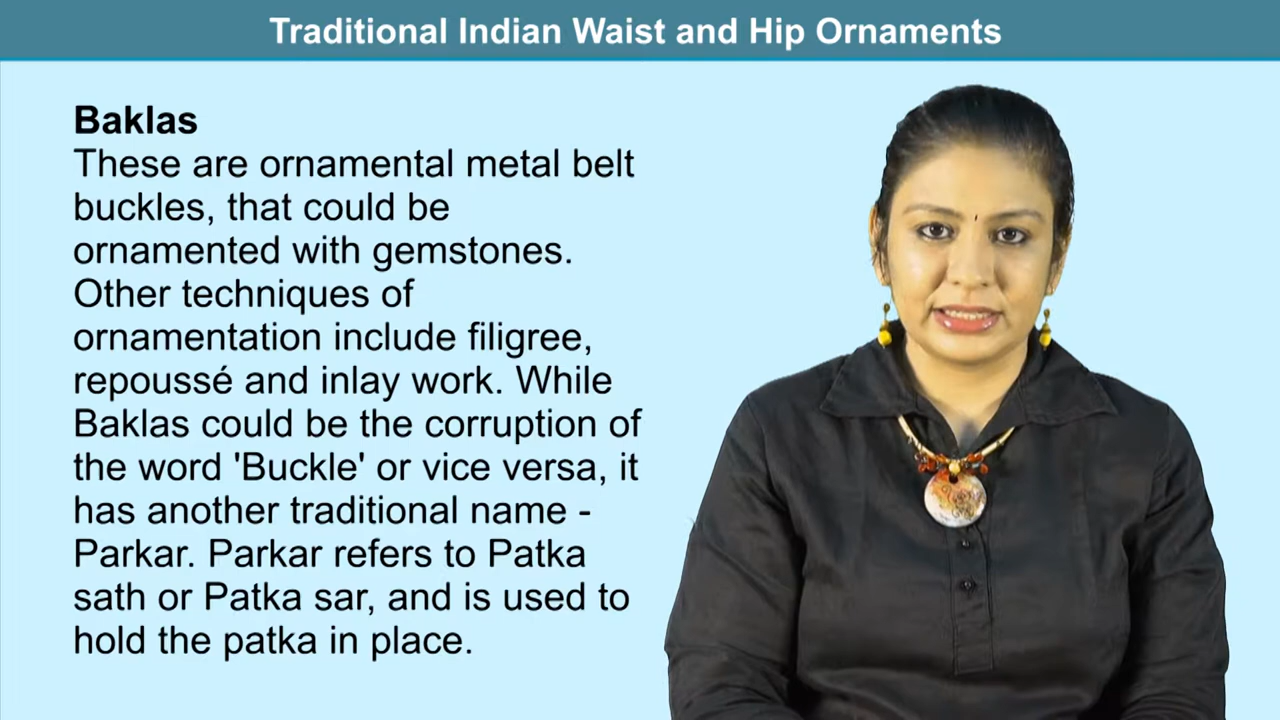 Traditional Indian Waist and Hip Ornaments
Baklas
These are ornamental metal belt
buckles, that could be
ornamented with gemstones.
Other techniques of
ornamentation include filigree,
repoussé and inlay work. While
Baklas could be the corruption of
the word 'Buckle' or vice versa, it
has another traditional name -
Parkar. Parkar refers to Patka
sath or Patka sar, and is used to
hold the patka in place.